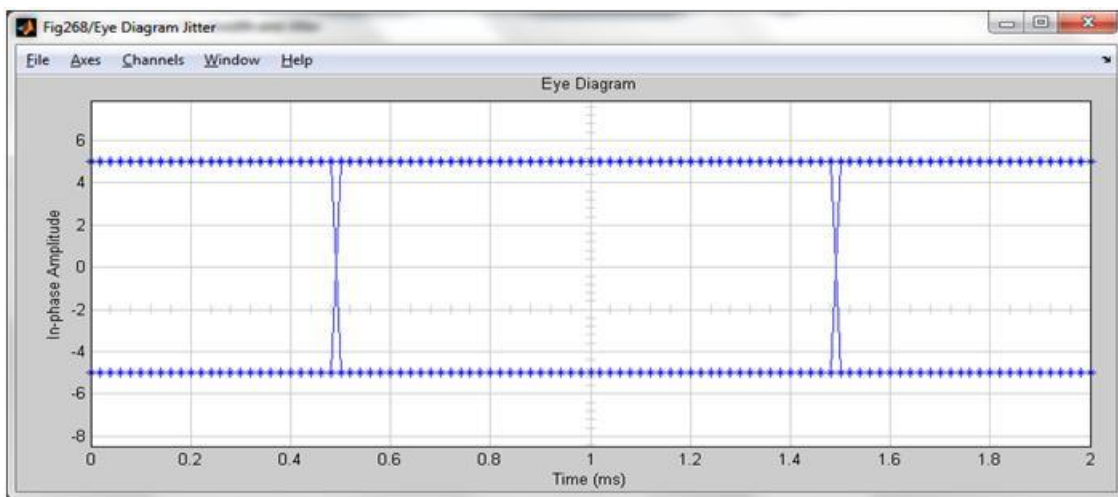 Fig268/Eye Diagram Jitter
File Axes Channels Window Help
Eye Diagram
In-phase Amplitude
6
4
2
0
-2
-4
-6
-8
0 0.2 0.4 0.6 0.8 1 1.2 1.4 1.6 1.8 2
Time (ms)